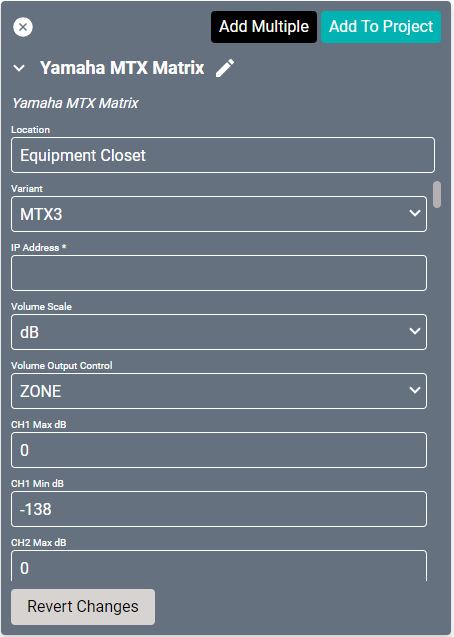 Add Multiple
Add To Project
Yamaha MTX Matrix
Yamaha MTX Matrix
Location
Equipment Closet
Variant
MTX3
IP Address *
Volume Scale
dB
Volume Output Control
ZONE
CH1 Max dB
0
CH1 Min dB
-138
CH2 Max dB
0
Revert Changes